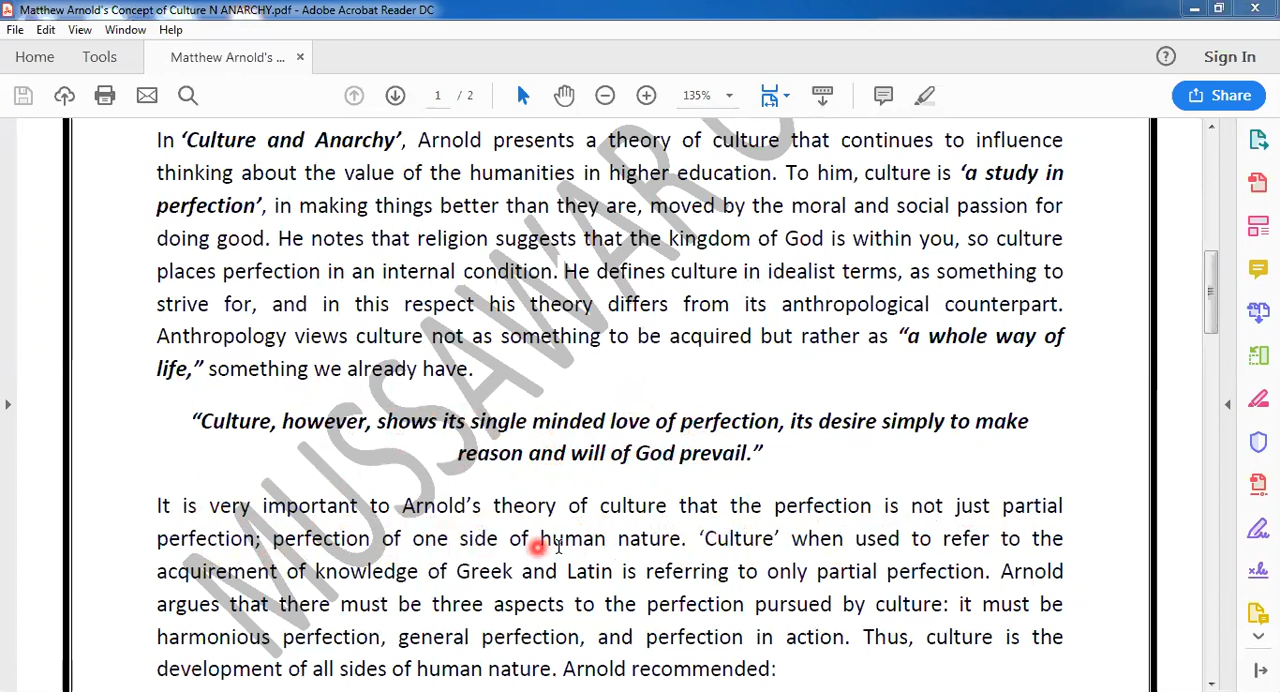 Matthew Arnold's Concept of Culture N ANARCHY.pdf - Adobe Acrobat Reader DC
File Edit View Window Help
Home Tools Matthew Arnold's ... × Sign In
1 / 2 135% Share
In ‘Culture and Anarchy’, Arnold presents a theory of culture that continues to influence
thinking about the value of the humanities in higher education. To him, culture is ‘a study in
perfection’, in making things better than they are, moved by the moral and social passion for
doing good. He notes that religion suggests that the kingdom of God is within you, so culture
places perfection in an internal condition. He defines culture in idealist terms, as something to
strive for, and in this respect his theory differs from its anthropological counterpart.
Anthropology views culture not as something to be acquired but rather as “a whole way of
life,” something we already have.
“Culture, however, shows its single minded love of perfection, its desire simply to make
reason and will of God prevail.”
It is very important to Arnold’s theory of culture that the perfection is not just partial
perfection; perfection of one side of human nature. ‘Culture’ when used to refer to the
acquirement of knowledge of Greek and Latin is referring to only partial perfection. Arnold
argues that there must be three aspects to the perfection pursued by culture: it must be
harmonious perfection, general perfection, and perfection in action. Thus, culture is the
development of all sides of human nature. Arnold recommended:
MUSSAWAR